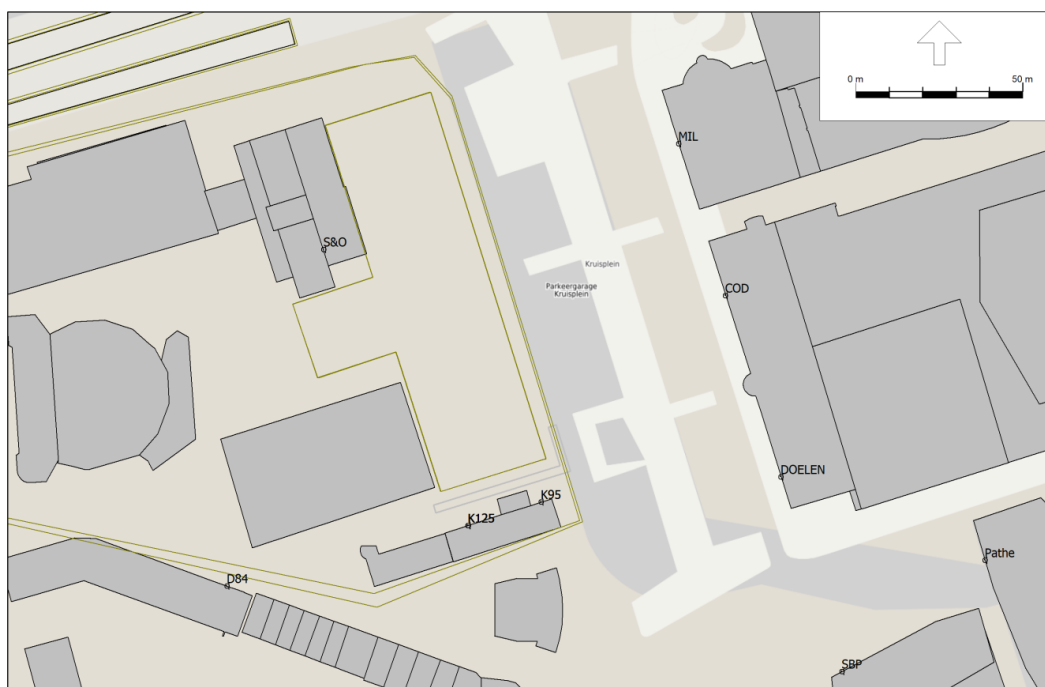 0 m
50 m
MIL
S&O
Kruisplein
Parkeergarage
Kruisplein
COD
DOELEN
K95
K125
Pathe
D84
SBP